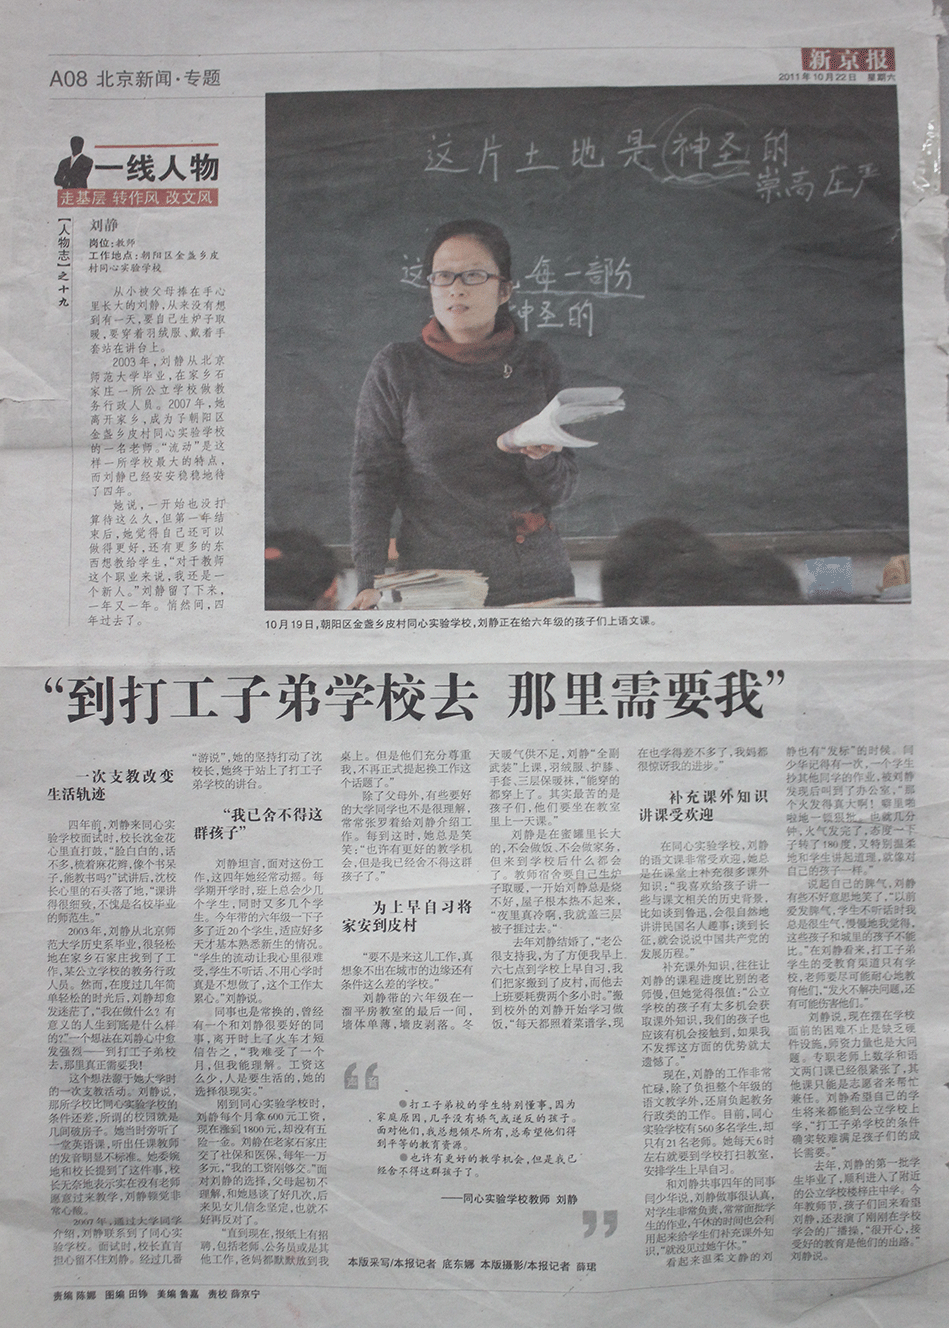 A08 北京新闻·专题
新京报
2011年10月22日 星期六
一线人物
走基层 转作风 改文风
【人物志】之十九
刘静
岗位：教师
工作地点：朝阳区金盏乡皮
村同心实验学校
从小被父母捧在手心
里长大的刘静，从来没有想
到有一天，要自己生炉子取
暖，要穿着羽绒服、戴着手
套站在讲台上。
2003年，刘静从北京
师范大学毕业，在家乡石
家庄一所公立学校做教
务行政人员。2007年，她
离开家乡，成为了朝阳区
金盏乡皮村同心实验学校
的一名老师。“流动”是这
样一所学校最大的特点，
而刘静已经安安稳稳地待
了四年。
她说，一开始也没打
算待这么久，但第一年结
束后，她觉得自己还可以
做得更好，还有更多的东
西想教给学生，“对于教师
这个职业来说，我还是一
个新人。”刘静留了下来，
一年又一年。悄然间，四
年过去了。
这片土地是神圣的
崇高 庄严
这
每一部分
神圣的
10月19日，朝阳区金盏乡皮村同心实验学校，刘静正在给六年级的孩子们上语文课。
“到打工子弟学校去 那里需要我”
一次支教改变
生活轨迹
四年前，刘静来同心实
验学校面试时，校长沈金花
心里直打鼓，“脸白白的，话
不多，梳着麻花辫，像个书呆
子，能教书吗？”试讲后，沈校
长心里的石头落了地，“课讲
得很细致，不愧是名校毕业
的师范生。”
2003年，刘静从北京师
范大学历史系毕业，很轻松
地在家乡石家庄找到了工
作，某公立学校的教务行政
人员。然而，在度过几年简
单轻松的时光后，刘静却愈
发迷茫了，“我在做什么？有
意义的人生到底是什么样
的？”一个想法在刘静心中愈
发强烈——到打工子弟学校
去，那里真正需要我！
这个想法源于她大学时
的一次支教活动。刘静说，
那所学校比同心实验学校的
条件还差，所谓的校园就是
几间破房子。她当时旁听了
一堂英语课，听出任课教师
的发音明显不标准。她委婉
地和校长提到了这件事，校
长无奈地表示实在没有老师
愿意过来教学，刘静顿觉非
常心酸。
2007年，通过大学同学
介绍，刘静联系到了同心实
验学校。面试时，校长直言
担心留不住刘静。经过几番
“游说”，她的坚持打动了沈
校长，她终于站上了打工子
弟学校的讲台。
“我已舍不得这
群孩子”
刘静坦言，面对这份工
作，这四年她经常动摇。每
学期开学时，班上总会少几
个学生，同时又多几个学
生。今年带的六年级一下子
多了近20个学生，适应好多
天才基本熟悉新生的情况。
“学生的流动让我心里很难
受，学生不听话、不用心学时
真是不想做了，这个工作太
累心。”刘静说。
同事也是常换的，曾经
有一个和刘静很要好的同
事，离开时上了火车才短
信告之，“我难受了一个
月，但我能理解。工资这
么少，人是要生活的，她的
选择很现实。”
刚到同心实验学校时，
刘静每个月拿600元工资，
现在涨到1800元，却没有五
险一金。刘静在老家石家庄
交了社保和医保，每年一万
多元，“我的工资刚够交。”面
对刘静的选择，父母起初不
理解，和她恳谈了好几次，后
来见女儿信念坚定，也就不
好再反对了。
“直到现在，报纸上有招
聘，包括老师、公务员或是其
他工作，爸妈都默默放到我
桌上。但是他们充分尊重
我，不再正式提起换工作这
个话题了。”
除了父母外，有些要好
的大学同学也不是很理解，
常常张罗着给刘静介绍工
作。每到这时，她总是笑
笑：“也许有更好的教学机
会，但是我已经舍不得这群
孩子了。”
为上早自习将
家安到皮村
“要不是来这儿工作，真
想象不出在城市的边缘还有
条件这么差的学校。”
刘静带的六年级在一
溜平房教室的最后一间，
墙体单薄，墙皮剥落。冬
天暖气供不足，刘静“全副
武装”上课，羽绒服、护膝、
手套、三层保暖袜，“能穿的
都穿上了。其实最苦的是
孩子们，他们要坐在教室
里上一天课。”
刘静是在蜜罐里长大
的，不会做饭、不会做家务，
但来到学校后什么都会
了。教师宿舍要自己生炉
子取暖，一开始刘静总是烧
不好，屋子根本热不起来，
“夜里真冷啊，我就盖三层
被子捱过去。”
去年刘静结婚了，“老公
很支持我，为了方便我早上
六七点到学校上早自习，我
们把家搬到了皮村，而他去
上班要耗费两个多小时。”搬
到校外的刘静开始学习做
饭，“每天都照着菜谱学，现
在也学得差不多了，我妈都
很惊讶我的进步。”
补充课外知识
讲课受欢迎
在同心实验学校，刘静
的语文课非常受欢迎，她总
是在课堂上补充很多课外
知识：“我喜欢给孩子讲一
些与课文相关的历史背景，
比如谈到鲁迅，会很自然地
讲讲民国名人趣事；谈到长
征，就会说说中国共产党的
发展历程。”
补充课外知识，往往让
刘静的课程进度比别的老
师慢，但她觉得很值：“公立
学校的孩子有太多机会获
取课外知识，我们的孩子也
应该有机会接触到，如果我
不发挥这方面的优势就太
遗憾了。”
现在，刘静的工作非常
忙碌，除了负担整个年级的
语文教学外，还肩负起教务
行政类的工作。目前，同心
实验学校有560多名学生，却
只有21名老师。她每天6时
左右就要到学校打扫教室，
安排学生上早自习。
和刘静共事四年的同事
闫少华说，刘静做事很认真，
对学生非常负责，常常面批学
生的作业，午休的时间也会利
用起来给学生们补充课外知
识，“就没见过她午休。”
看起来温柔文静的刘
静也有“发标”的时候。闫
少华记得有一次，一个学生
抄其他同学的作业，被刘静
发现后叫到了办公室，“那
个火发得真大啊！噼里啪
啦地一顿狠批。也就几分
钟，火气发完了，态度一下
子转了180度，又特别温柔
地和学生讲起道理，就像对
自己的孩子一样。”
说起自己的脾气，刘静
有些不好意思地笑了，“以前
爱发脾气，学生不听话时我
总是很生气，慢慢地我觉得，
这些孩子和城里的孩子不能
比。”在刘静看来，打工子弟
学生的受教育渠道只有学
校，老师要尽可能耐心地教
育他们，“发火不解决问题，还
有可能伤害他们。”
刘静说，现在摆在学校
面前的困难不止是缺乏硬
件设施，师资力量也是大问
题。专职老师上数学和语
文两门课已经很紧张了，其
他课只能是志愿者来帮忙
兼任。刘静希望自己的学
生将来都能到公立学校上
学，“打工子弟学校的条件
确实较难满足孩子们的成
长需要。”
去年，刘静的第一批学
生毕业了，顺利进入了附近
的公立学校楼梓庄中学。今
年教师节，孩子们回来看望
刘静，还表演了刚刚在学校
学会的广播操，“很开心，接
受好的教育是他们的出路。”
刘静说。
●打工子弟校的学生特别懂事，因为
家庭原因，几乎没有娇气或逆反的孩子。
面对他们，我总想倾尽所有，总希望他们得
到平等的教育资源。
●也许有更好的教学机会，但是我已
经舍不得这群孩子了。
——同心实验学校教师 刘静
本版采写/本报记者 底东娜 本版摄影/本报记者 薛珺
责编 陈娜 图编 田铮 美编 鲁嘉 责校 薛京宁